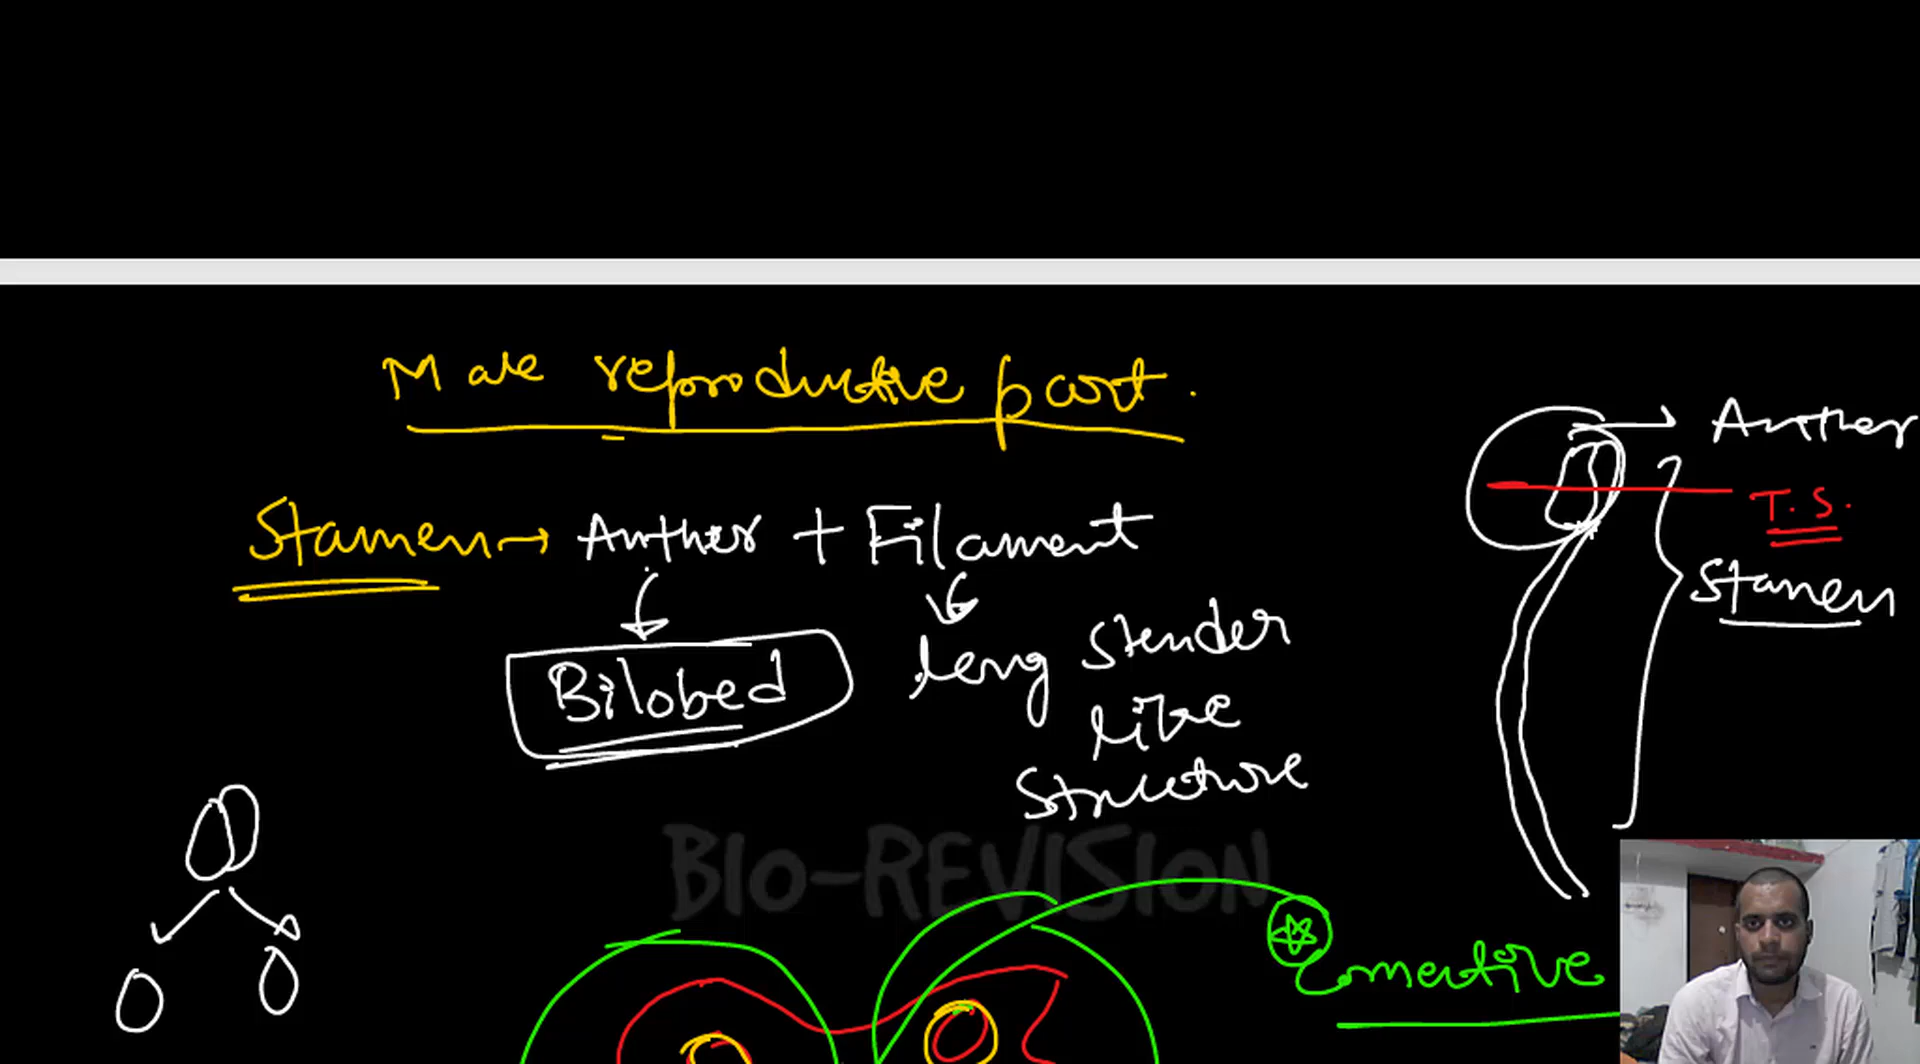 Male reproductive part.
Stamen → Anther + Filament
Bilobed
long slender
like
structure
Anther
T.S.
Stamen
BIO-REVISION
Connective